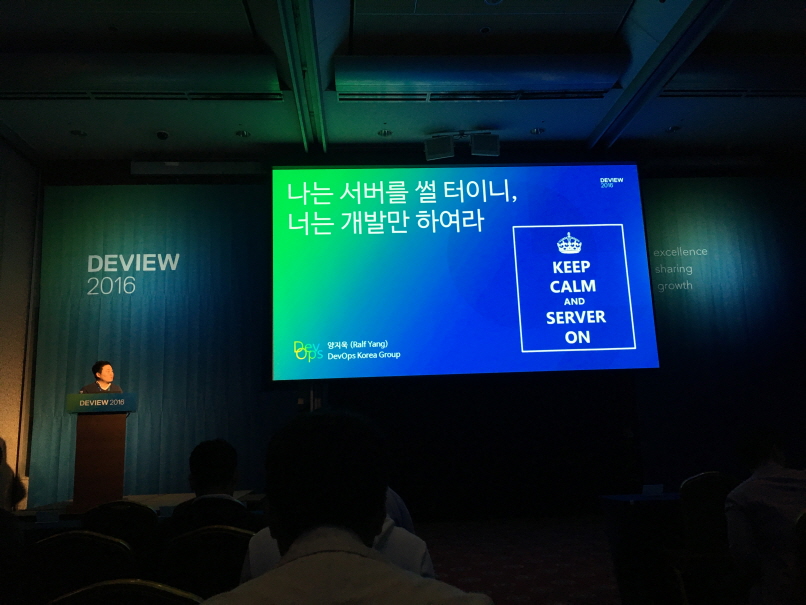 나는 서버를 썰 터이니,
너는 개발만 하여라
DEVIEW
2016
KEEP
CALM
AND
SERVER
ON
DevOps
양지욱 (Ralf Yang)
DevOps Korea Group
DEVIEW
2016
excellence
sharing
growth
DEVIEW 2016